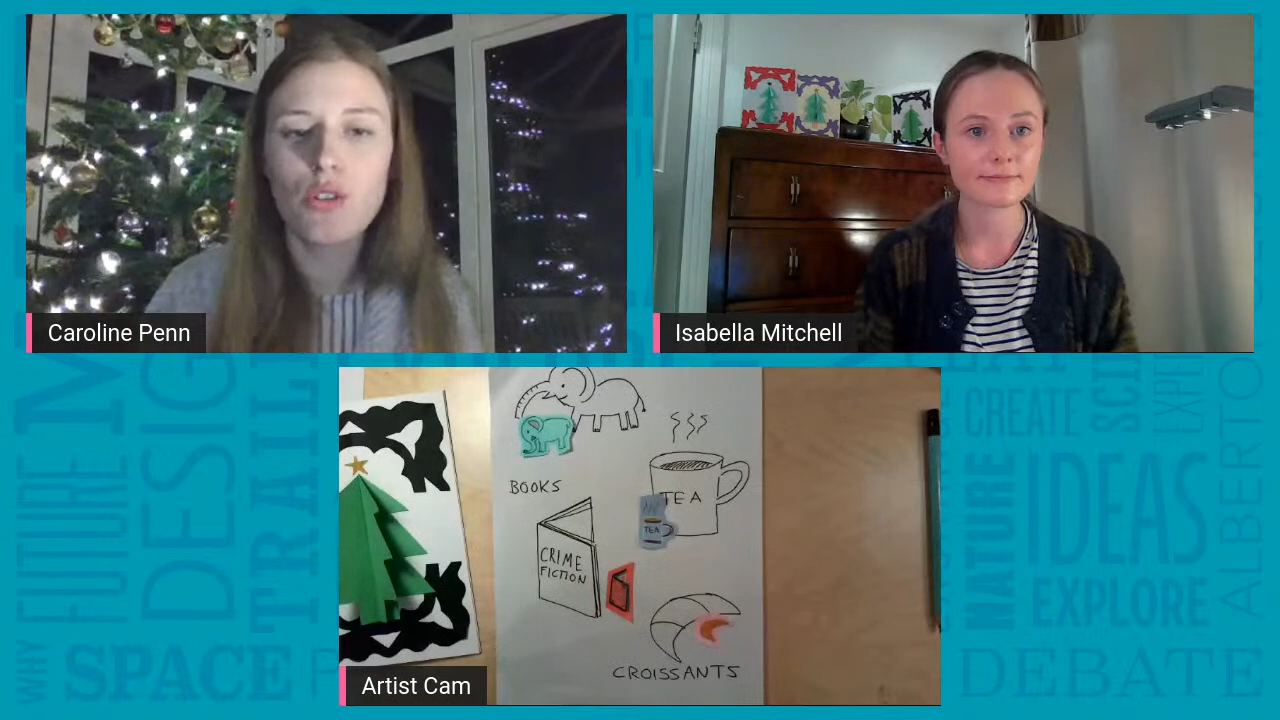 Caroline Penn
Isabella Mitchell
BOOKS
CRIME
FICTION
TEA
TEA
CROISSANTS
Artist Cam
WHY
FUTURE
DESIGN
TRAIL
SPACE
NATURE
CREATE
IDEAS
EXPLORE
DEBATE